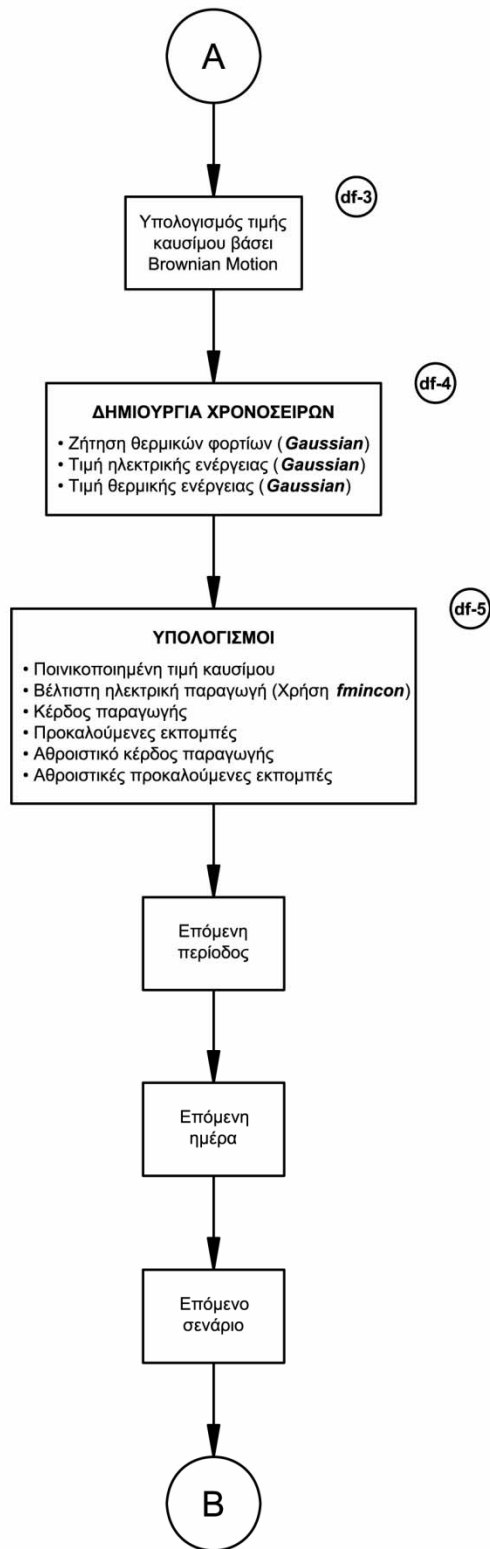 A
df-3
Υπολογισμός τιμής
καυσίμου βάσει
Brownian Motion
df-4
ΔΗΜΙΟΥΡΓΙΑ ΧΡΟΝΟΣΕΙΡΩΝ
• Ζήτηση θερμικών φορτίων (Gaussian)
• Τιμή ηλεκτρικής ενέργειας (Gaussian)
• Τιμή θερμικής ενέργειας (Gaussian)
df-5
ΥΠΟΛΟΓΙΣΜΟΙ
• Ποινικοποιημένη τιμή καυσίμου
• Βέλτιστη ηλεκτρική παραγωγή (Χρήση fmincon)
• Κέρδος παραγωγής
• Προκαλούμενες εκπομπές
• Αθροιστικό κέρδος παραγωγής
• Αθροιστικές προκαλούμενες εκπομπές
Επόμενη
περίοδος
Επόμενη
ημέρα
Επόμενο
σενάριο
B